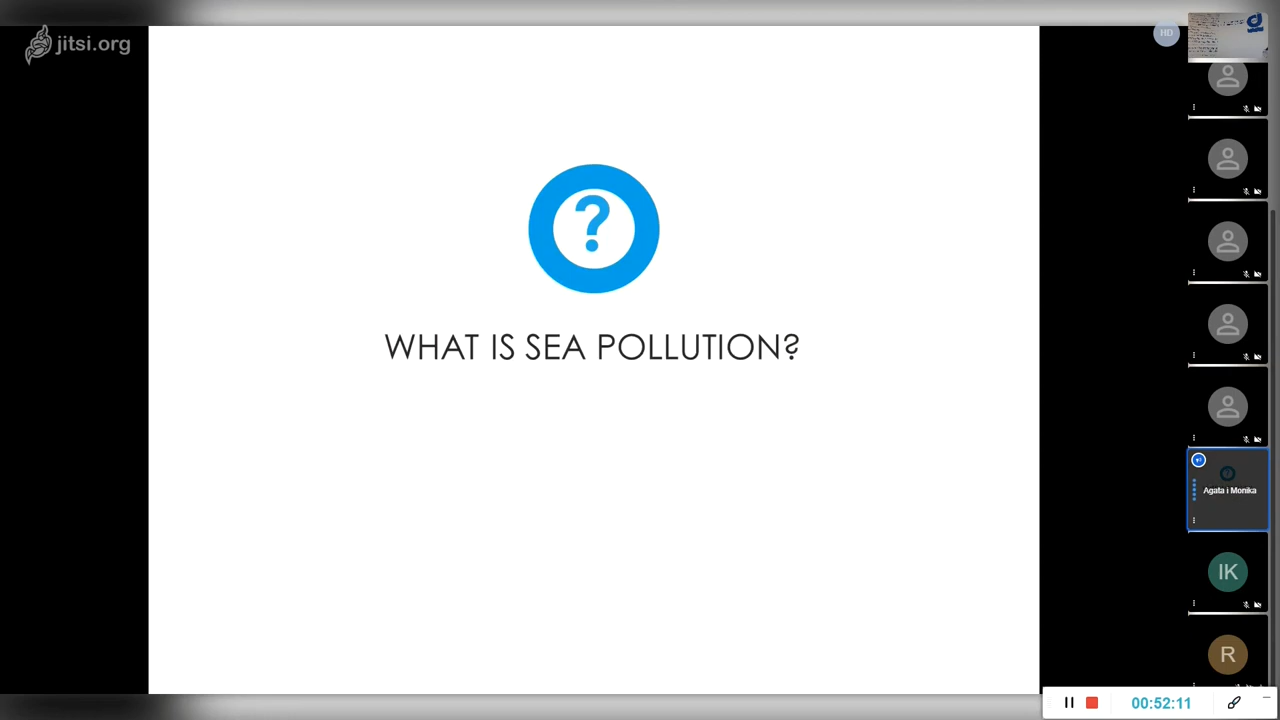 jitsi.org
HD
?
WHAT IS SEA POLLUTION?
Agata i Monika
IK
R
00:52:11